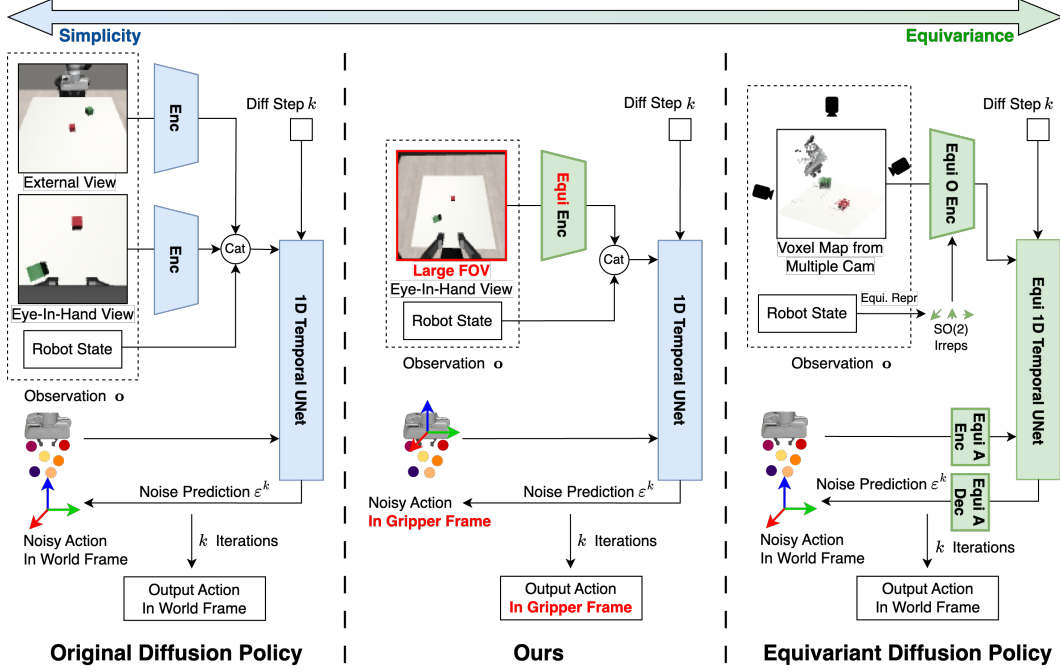 Simplicity
Equivariance
External View
Eye-In-Hand View
Robot State
Observation o
Enc
Enc
Cat
Diff Step k
1D Temporal UNet
Noise Prediction ε^k
Noisy Action
In World Frame
k Iterations
Output Action
In World Frame
Original Diffusion Policy
Large FOV
Eye-In-Hand View
Robot State
Observation o
Equi Enc
Cat
Diff Step k
1D Temporal UNet
Noise Prediction ε^k
Noisy Action
In Gripper Frame
k Iterations
Output Action
In Gripper Frame
Ours
Voxel Map from
Multiple Cam
Robot State
Observation o
Equi. Repr
SO(2)
Irreps
Equi O Enc
Diff Step k
Equi 1D Temporal UNet
Equi A
Enc
Noise Prediction ε^k
Equi A
Dec
Noisy Action
In World Frame
k Iterations
Output Action
In World Frame
Equivariant Diffusion Policy